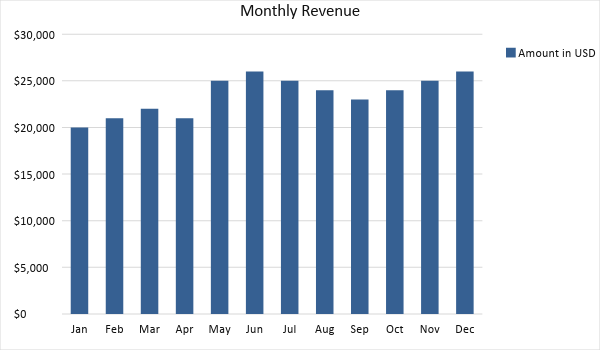 Monthly Revenue
$30,000
$25,000
$20,000
$15,000
$10,000
$5,000
$0
Jan Feb Mar Apr May Jun Jul Aug Sep Oct Nov Dec
Amount in USD